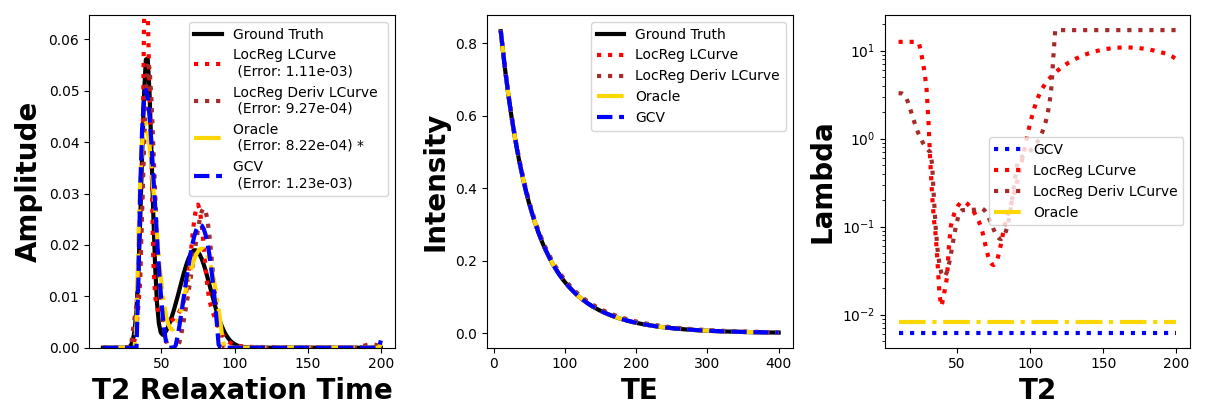 Amplitude
0.06
0.05
0.04
0.03
0.02
0.01
0.00
50
100
150
200
T2 Relaxation Time
Ground Truth
LocReg LCurve
(Error: 1.11e-03)
LocReg Deriv LCurve
(Error: 9.27e-04)
Oracle
(Error: 8.22e-04) *
GCV
(Error: 1.23e-03)
Intensity
0.8
0.6
0.4
0.2
0.0
0
100
200
300
400
TE
Ground Truth
LocReg LCurve
LocReg Deriv LCurve
Oracle
GCV
Lambda
10¹
10⁰
10⁻¹
10⁻²
50
100
150
200
T2
GCV
LocReg LCurve
LocReg Deriv LCurve
Oracle